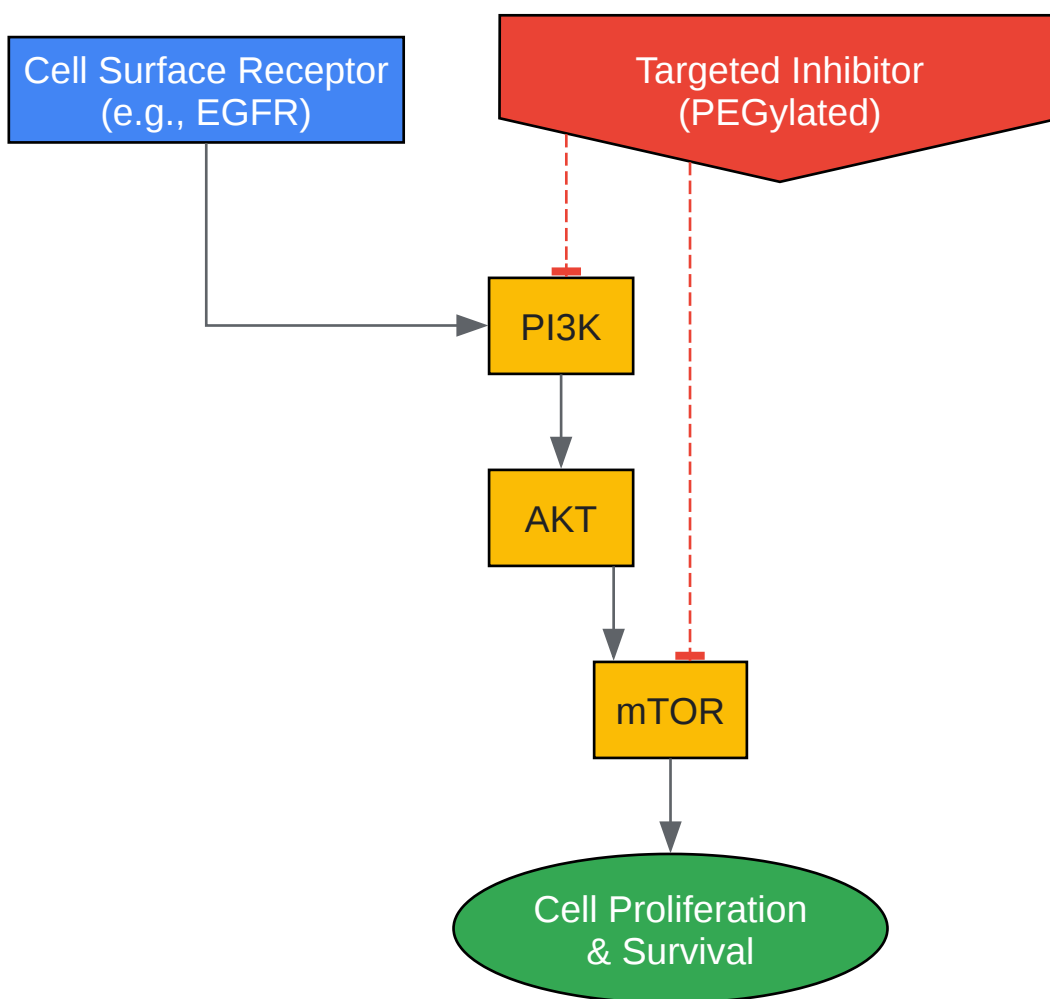 Cell Surface Receptor
(e.g., EGFR)
Targeted Inhibitor
(PEGylated)
PI3K
AKT
mTOR
Cell Proliferation
& Survival